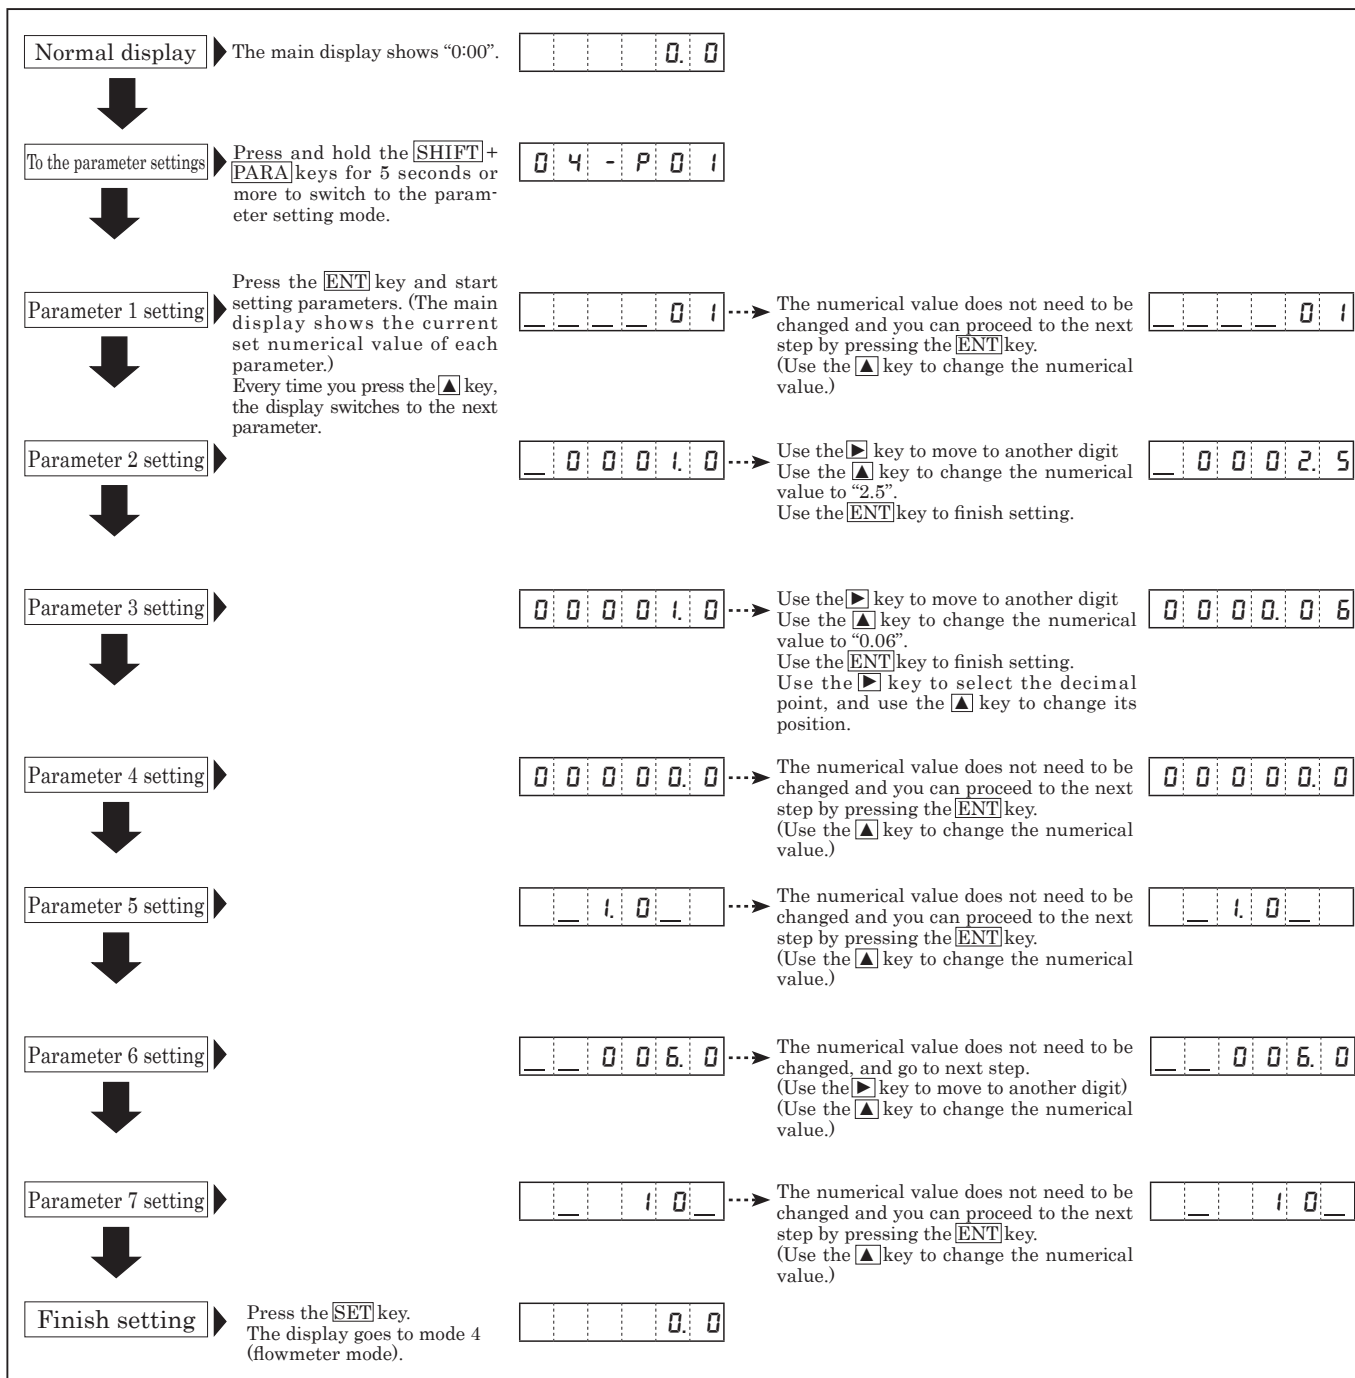 Normal display
The main display shows “0:00”.
0. 0
To the parameter settings
Press and hold the SHIFT +
PARA keys for 5 seconds or
more to switch to the param-
eter setting mode.
0 4 - P 0 1
Parameter 1 setting
Press the ENT key and start
setting parameters. (The main
display shows the current
set numerical value of each
parameter.)
Every time you press the ▲ key,
the display switches to the next
parameter.
_ _ _ _ 0 1
The numerical value does not need to be
changed and you can proceed to the next
step by pressing the ENT key.
(Use the ▲ key to change the numerical
value.)
_ _ _ _ 0 1
Parameter 2 setting
_ 0 0 0 1. 0
Use the ▶ key to move to another digit
Use the ▲ key to change the numerical
value to “2.5”.
Use the ENT key to finish setting.
_ 0 0 0 2. 5
Parameter 3 setting
0 0 0 0 1. 0
Use the ▶ key to move to another digit
Use the ▲ key to change the numerical
value to “0.06”.
Use the ENT key to finish setting.
Use the ▶ key to select the decimal
point, and use the ▲ key to change its
position.
0 0 0 0. 0 6
Parameter 4 setting
0 0 0 0 0. 0
The numerical value does not need to be
changed and you can proceed to the next
step by pressing the ENT key.
(Use the ▲ key to change the numerical
value.)
0 0 0 0 0. 0
Parameter 5 setting
_ 1. 0 _
The numerical value does not need to be
changed and you can proceed to the next
step by pressing the ENT key.
(Use the ▲ key to change the numerical
value.)
_ 1. 0 _
Parameter 6 setting
_ _ 0 0 6. 0
The numerical value does not need to be
changed, and go to next step.
(Use the ▶ key to move to another digit)
(Use the ▲ key to change the numerical
value.)
_ _ 0 0 6. 0
Parameter 7 setting
_ 1 0 _
The numerical value does not need to be
changed and you can proceed to the next
step by pressing the ENT key.
(Use the ▲ key to change the numerical
value.)
_ 1 0 _
Finish setting
Press the SET key.
The display goes to mode 4
(flowmeter mode).
0. 0